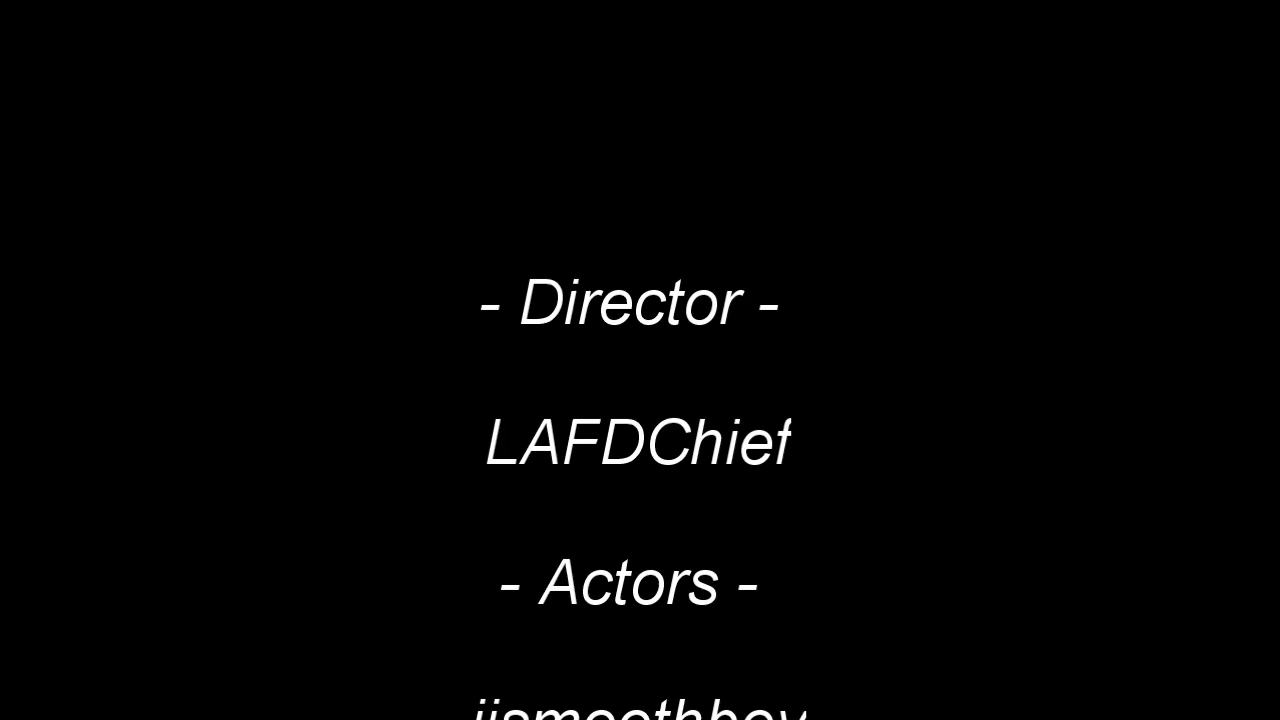 - Director -
LAFDChief
- Actors -